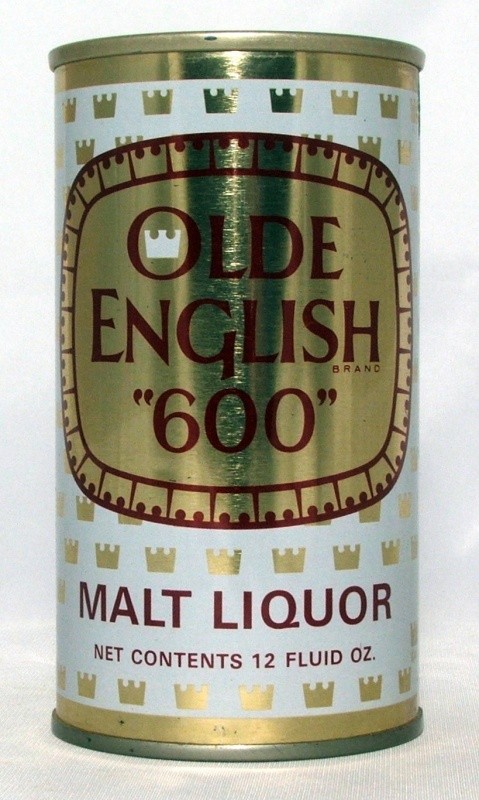 OLDE
ENGLISH
BRAND
"600"
MALT LIQUOR
NET CONTENTS 12 FLUID OZ.